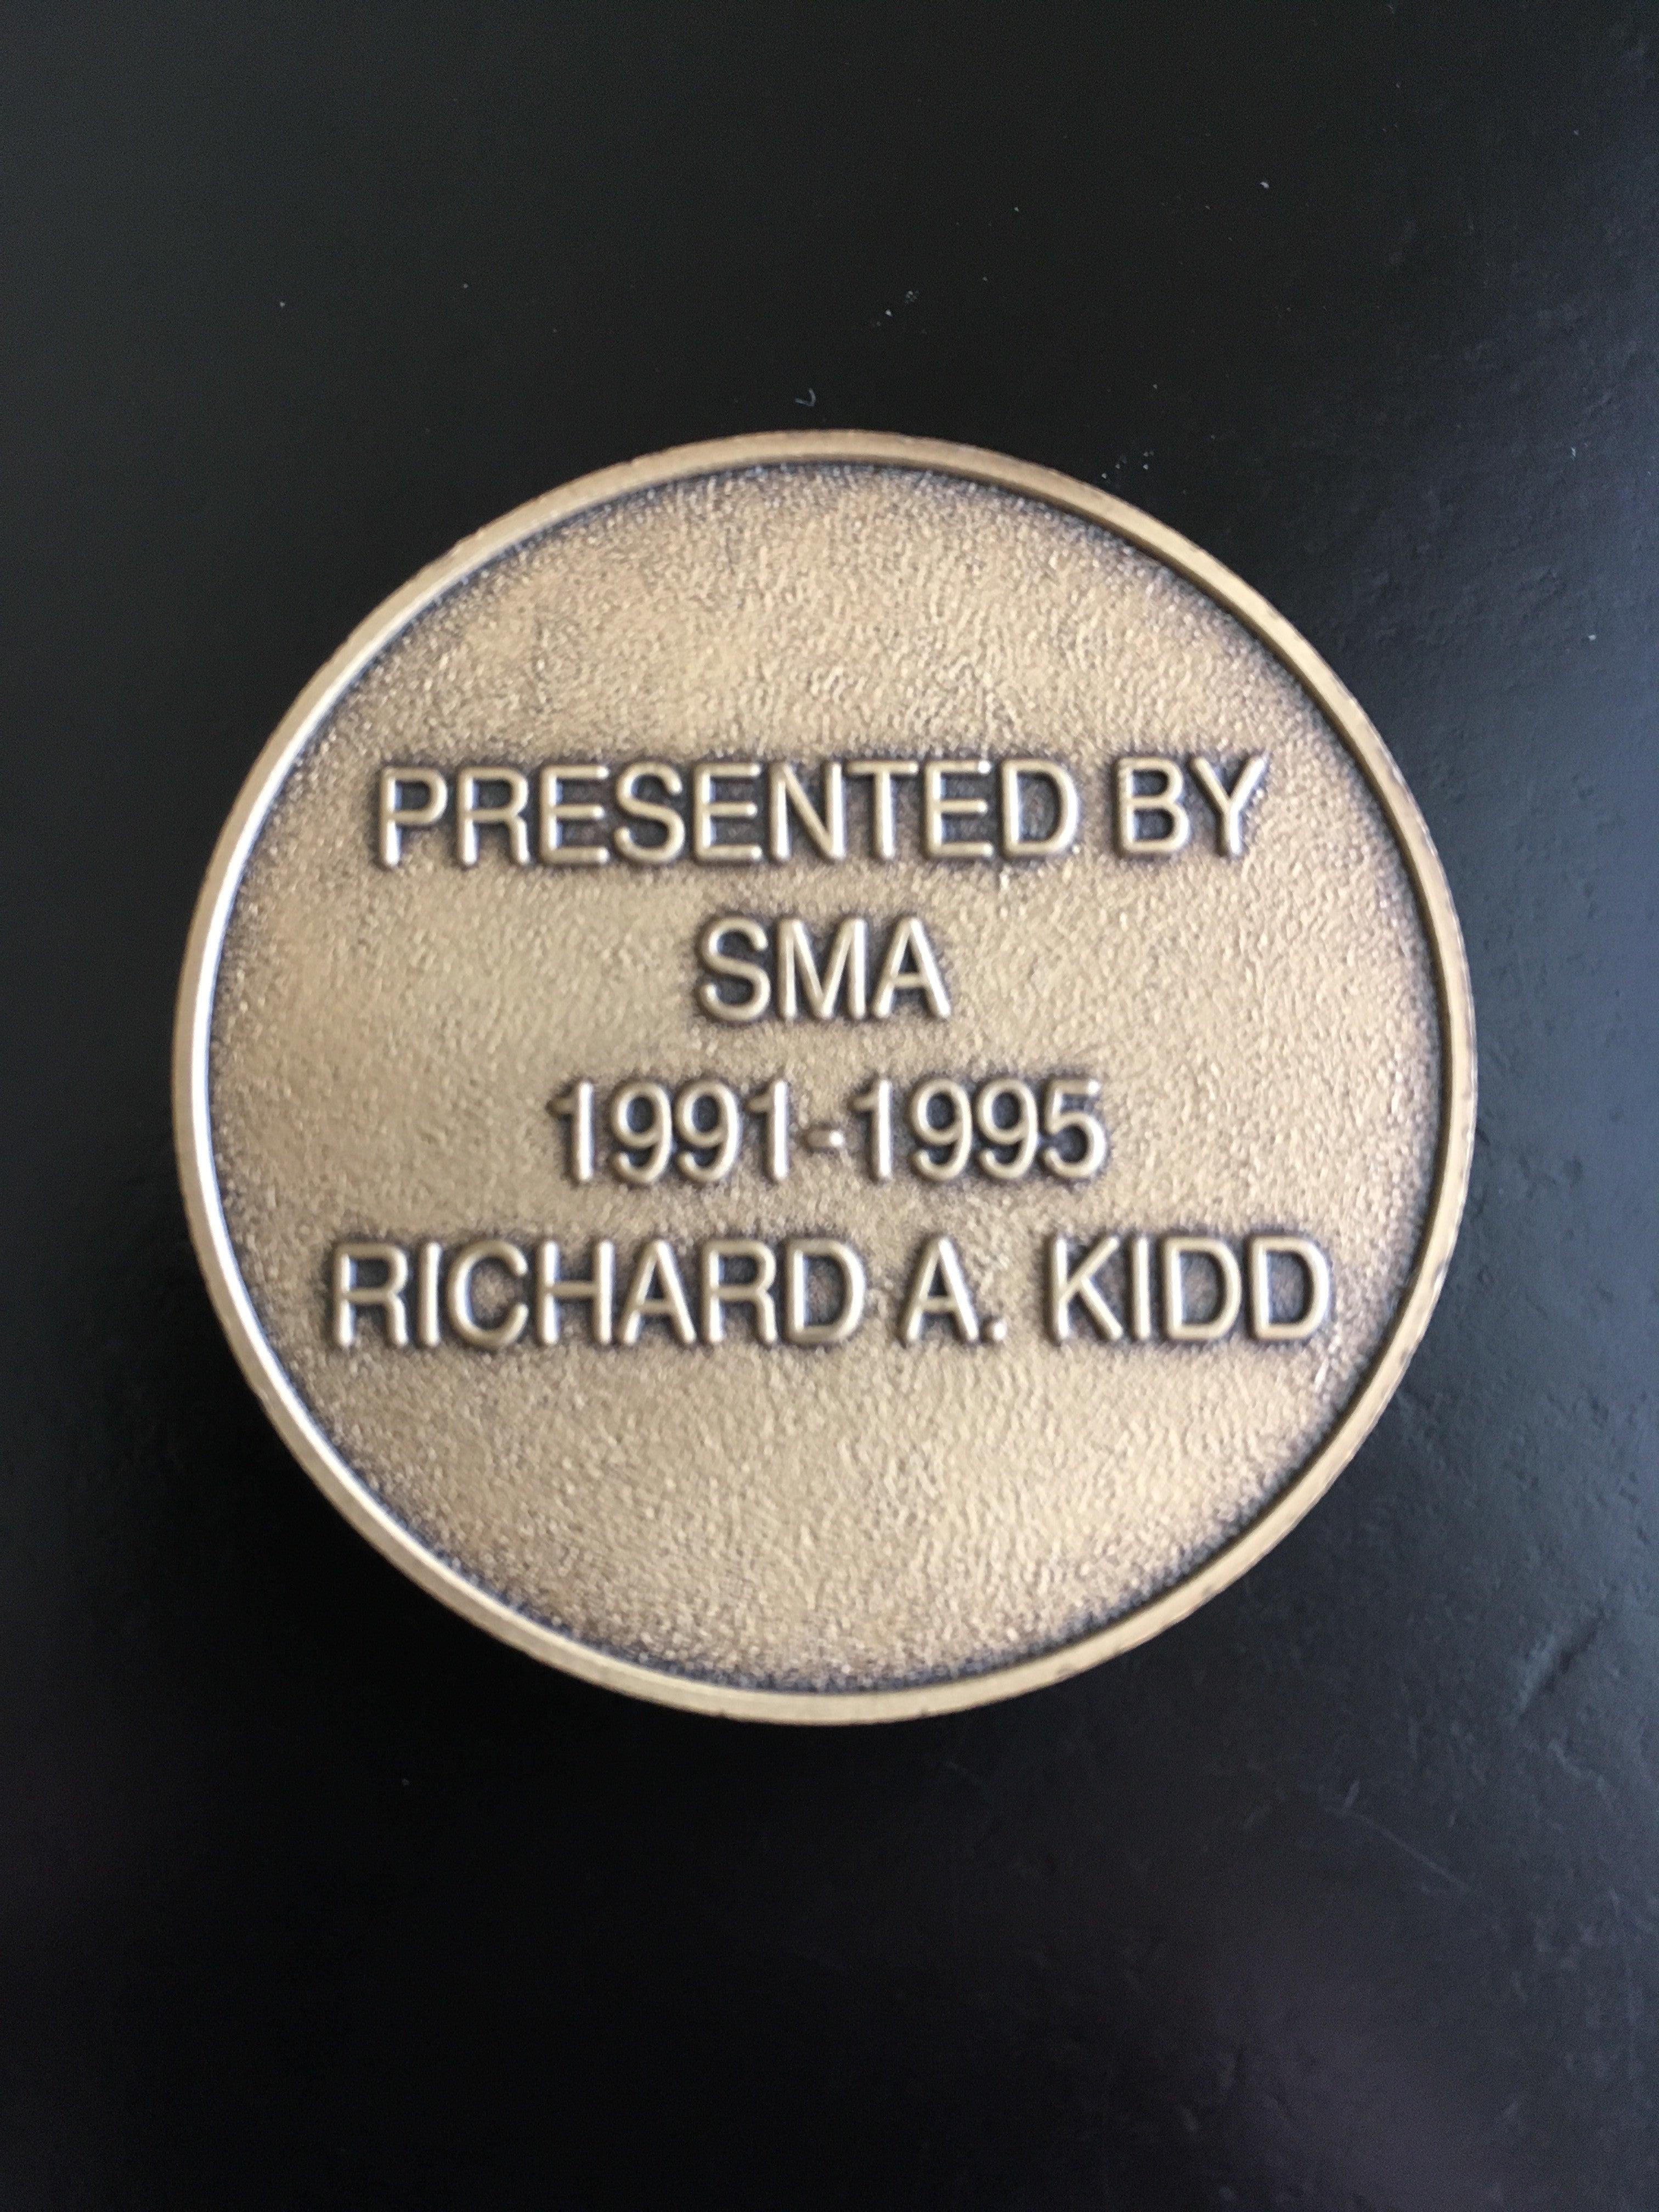 PRESENTED BY
SMA
1991-1995
RICHARD A. KIDD